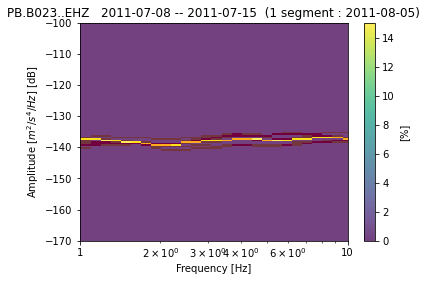 PB.B023..EHZ   2011-07-08 -- 2011-07-15  (1 segment : 2011-08-05)
−100
−110
−120
−130
−140
−150
−160
−170
Amplitude [m²/s⁴/Hz] [dB]
1
2 × 10⁰
3 × 10⁰
4 × 10⁰
6 × 10⁰
10
Frequency [Hz]
14
12
10
8
6
4
2
0
[%]